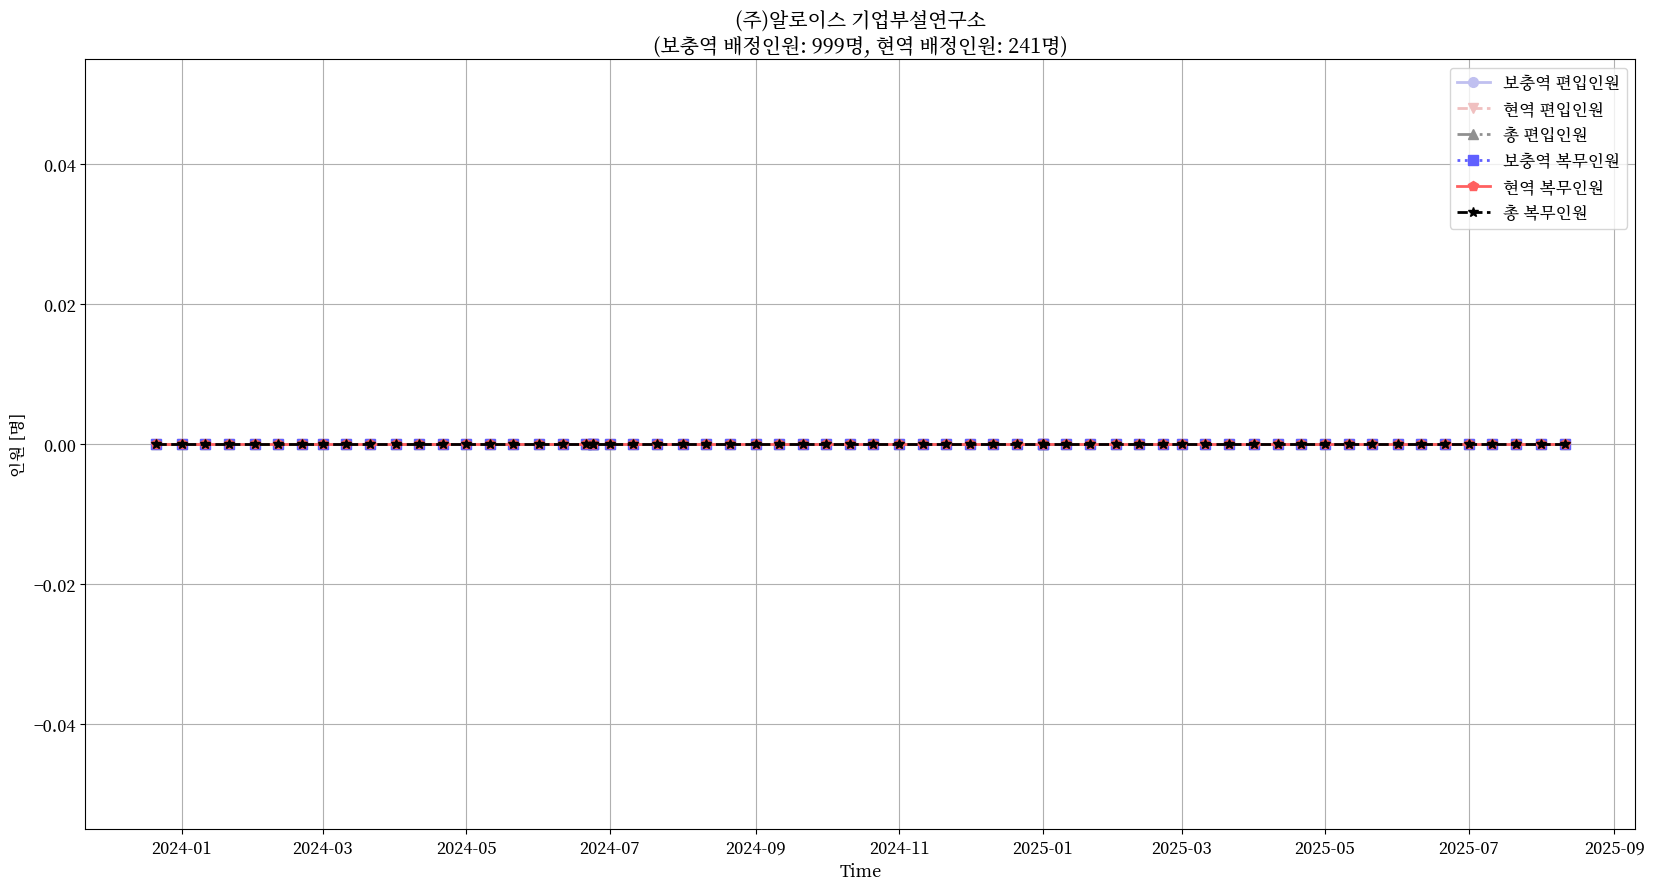 (주)알로이스 기업부설연구소
(보충역 배정인원: 999명, 현역 배정인원: 241명)
보충역 편입인원
현역 편입인원
총 편입인원
보충역 복무인원
현역 복무인원
총 복무인원
인원 [명]
0.04
0.02
0.00
−0.02
−0.04
2024-01
2024-03
2024-05
2024-07
2024-09
2024-11
2025-01
2025-03
2025-05
2025-07
2025-09
Time